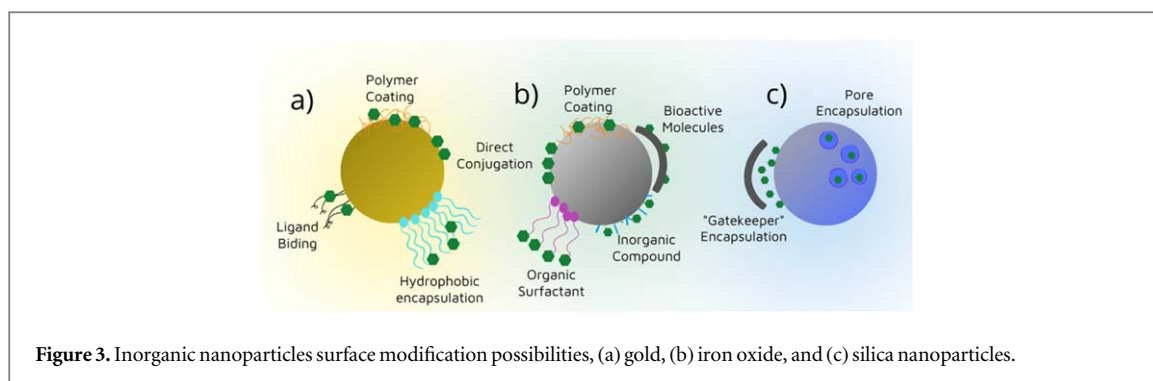 a)
Polymer
Coating
Direct
Conjugation
Ligand
Biding
Hydrophobic
encapsulation
b)
Polymer
Coating
Bioactive
Molecules
Organic
Surfactant
Inorganic
Compound
c)
Pore
Encapsulation
"Gatekeeper"
Encapsulation
Figure 3. Inorganic nanoparticles surface modification possibilities, (a) gold, (b) iron oxide, and (c) silica nanoparticles.